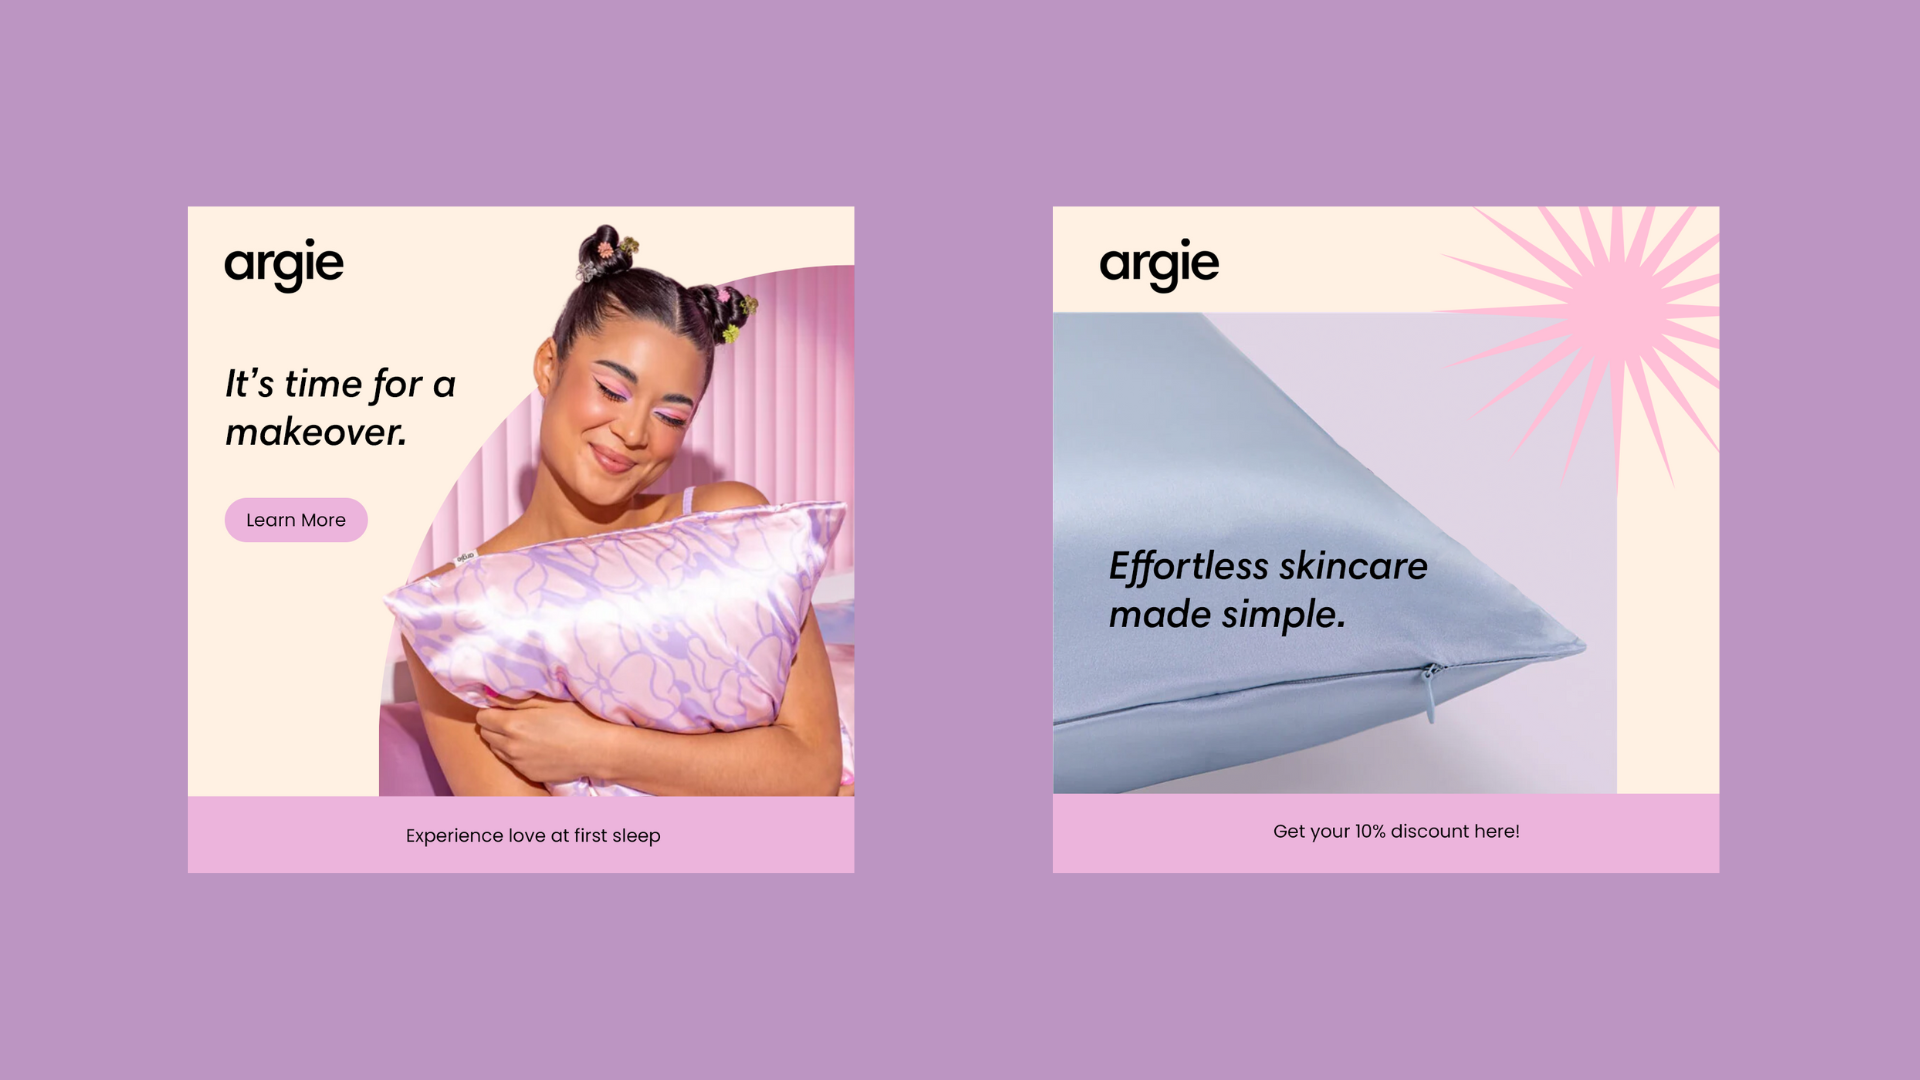 argie
It’s time for a
makeover.
Learn More
argie
Experience love at first sleep
argie
Effortless skincare
made simple.
Get your 10% discount here!